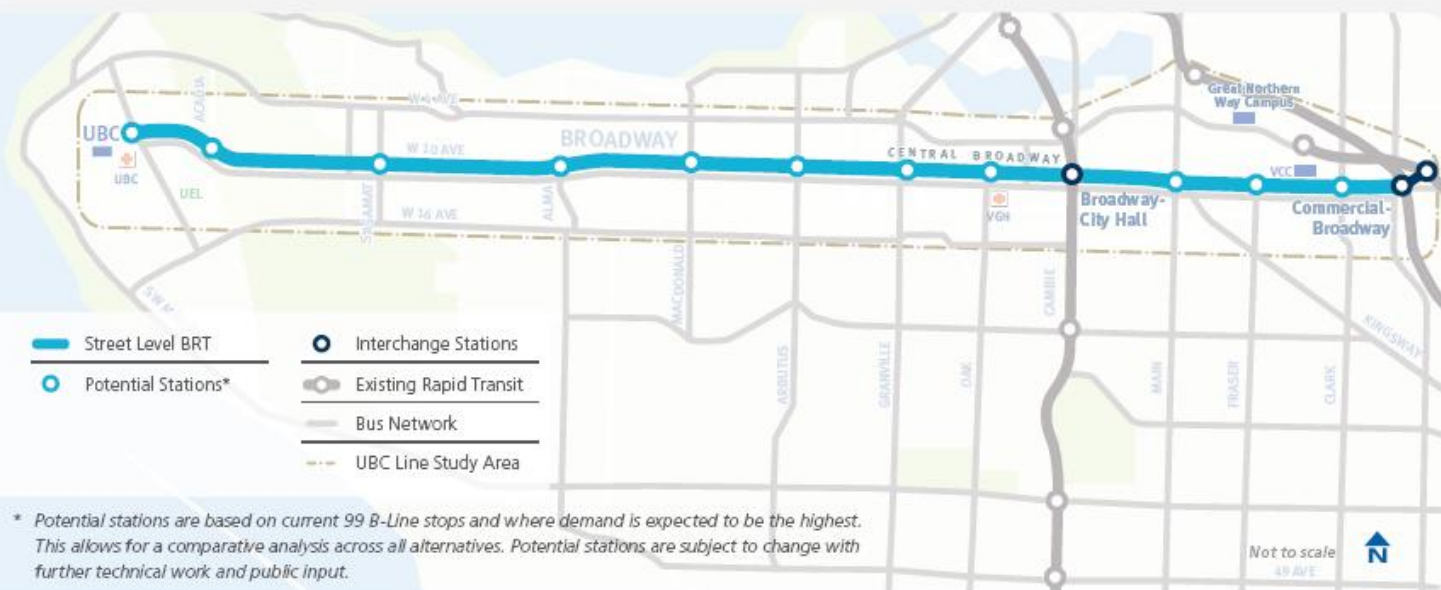 W 4 AVE
Great Northern
Way Campus
ACADIA
UBC
BROADWAY
W 10 AVE
CENTRAL BROADWAY
UBC
UEL
VCC
VGH
Broadway-
City Hall
Commercial-
Broadway
SASAMAT
ALMA
W 16 AVE
MACDONALD
CAMBIE
SW M
KINGSWAY
ARBUTUS
GRANVILLE
OAK
MAIN
FRASER
CLARK
Street Level BRT
Potential Stations*
Interchange Stations
Existing Rapid Transit
Bus Network
UBC Line Study Area
* Potential stations are based on current 99 B-Line stops and where demand is expected to be the highest.
This allows for a comparative analysis across all alternatives. Potential stations are subject to change with
further technical work and public input.
Not to scale
N
49 AVE